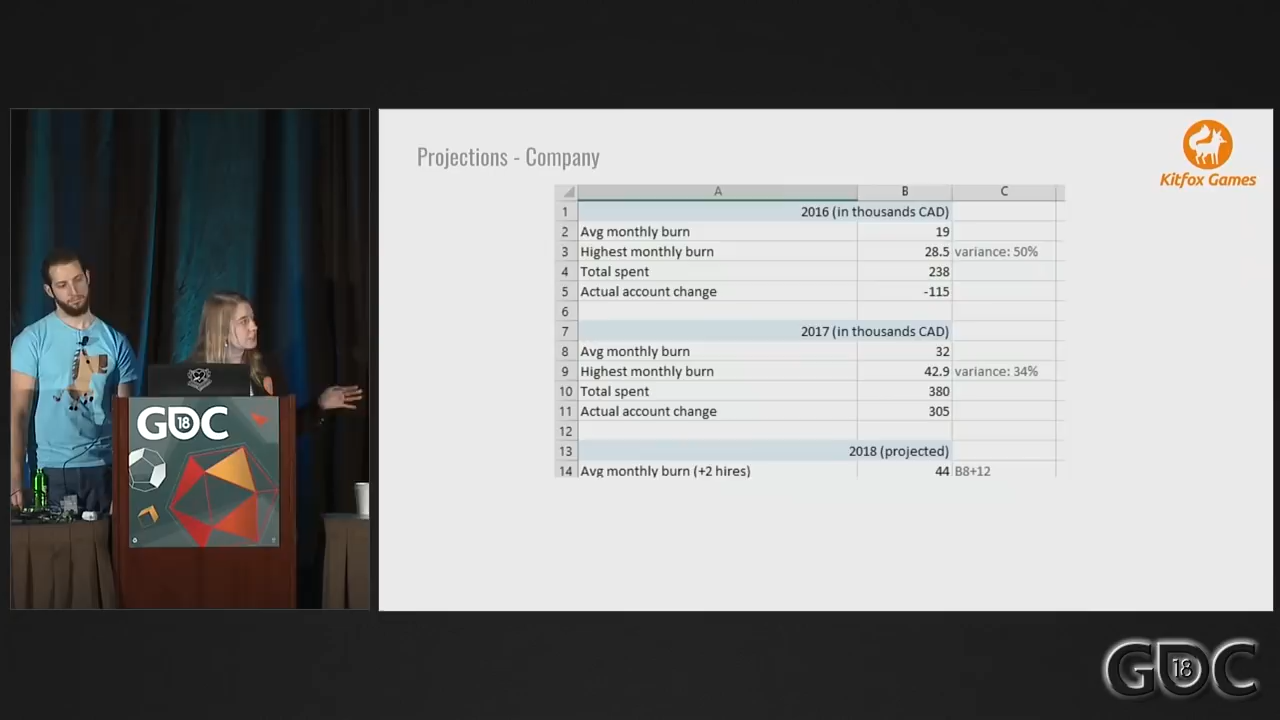 Projections - Company
Kitfox Games
A B C
1 2016 (in thousands CAD)
2 Avg monthly burn 19
3 Highest monthly burn 28.5 variance: 50%
4 Total spent 238
5 Actual account change -115
6
7 2017 (in thousands CAD)
8 Avg monthly burn 32
9 Highest monthly burn 42.9 variance: 34%
10 Total spent 380
11 Actual account change 305
12
13 2018 (projected)
14 Avg monthly burn (+2 hires) 44 B8+12
GDC 18
GDC 18